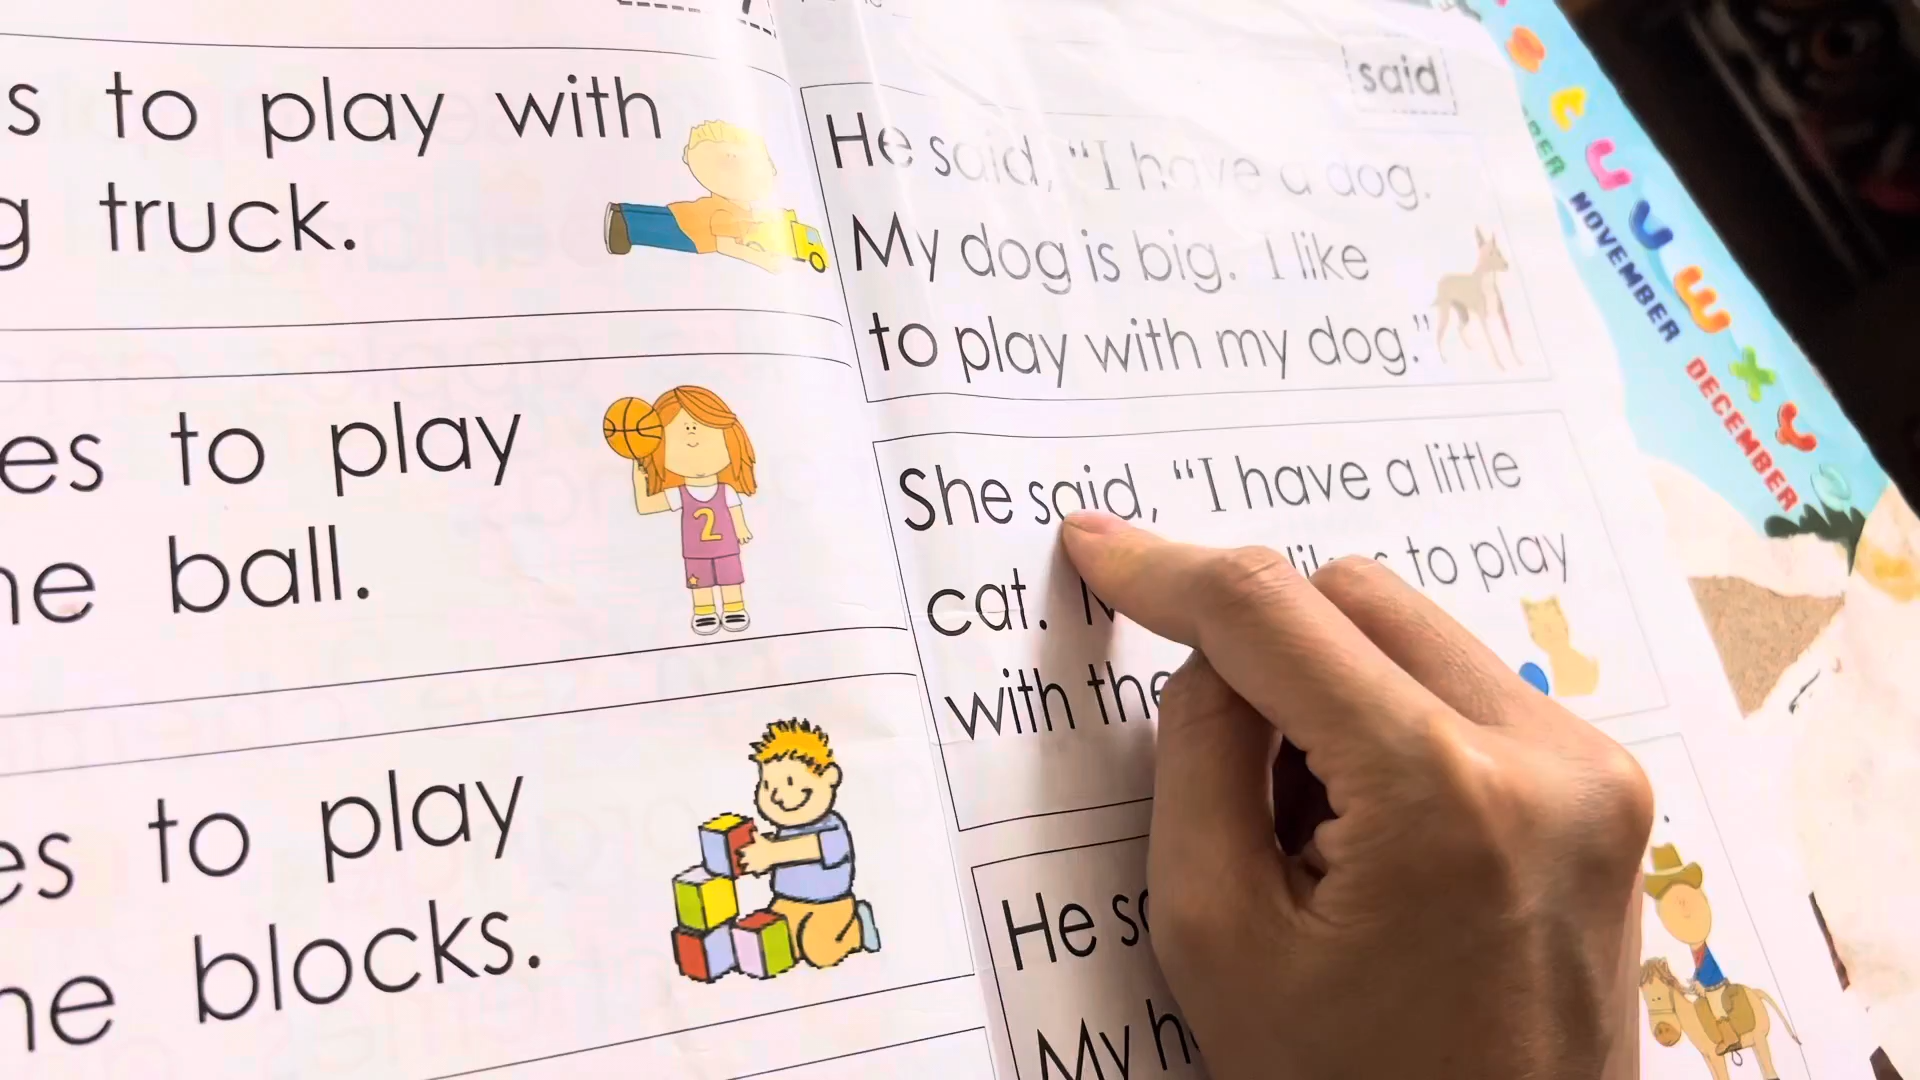 s to play with
g truck.
es to play
he ball.
es to play
he blocks.
said
He said, “I have a dog.
My dog is big. I like
to play with my dog.”
She said, “I have a little
cat. to play
with the
He
My
2
NOVEMBER
DECEMBER